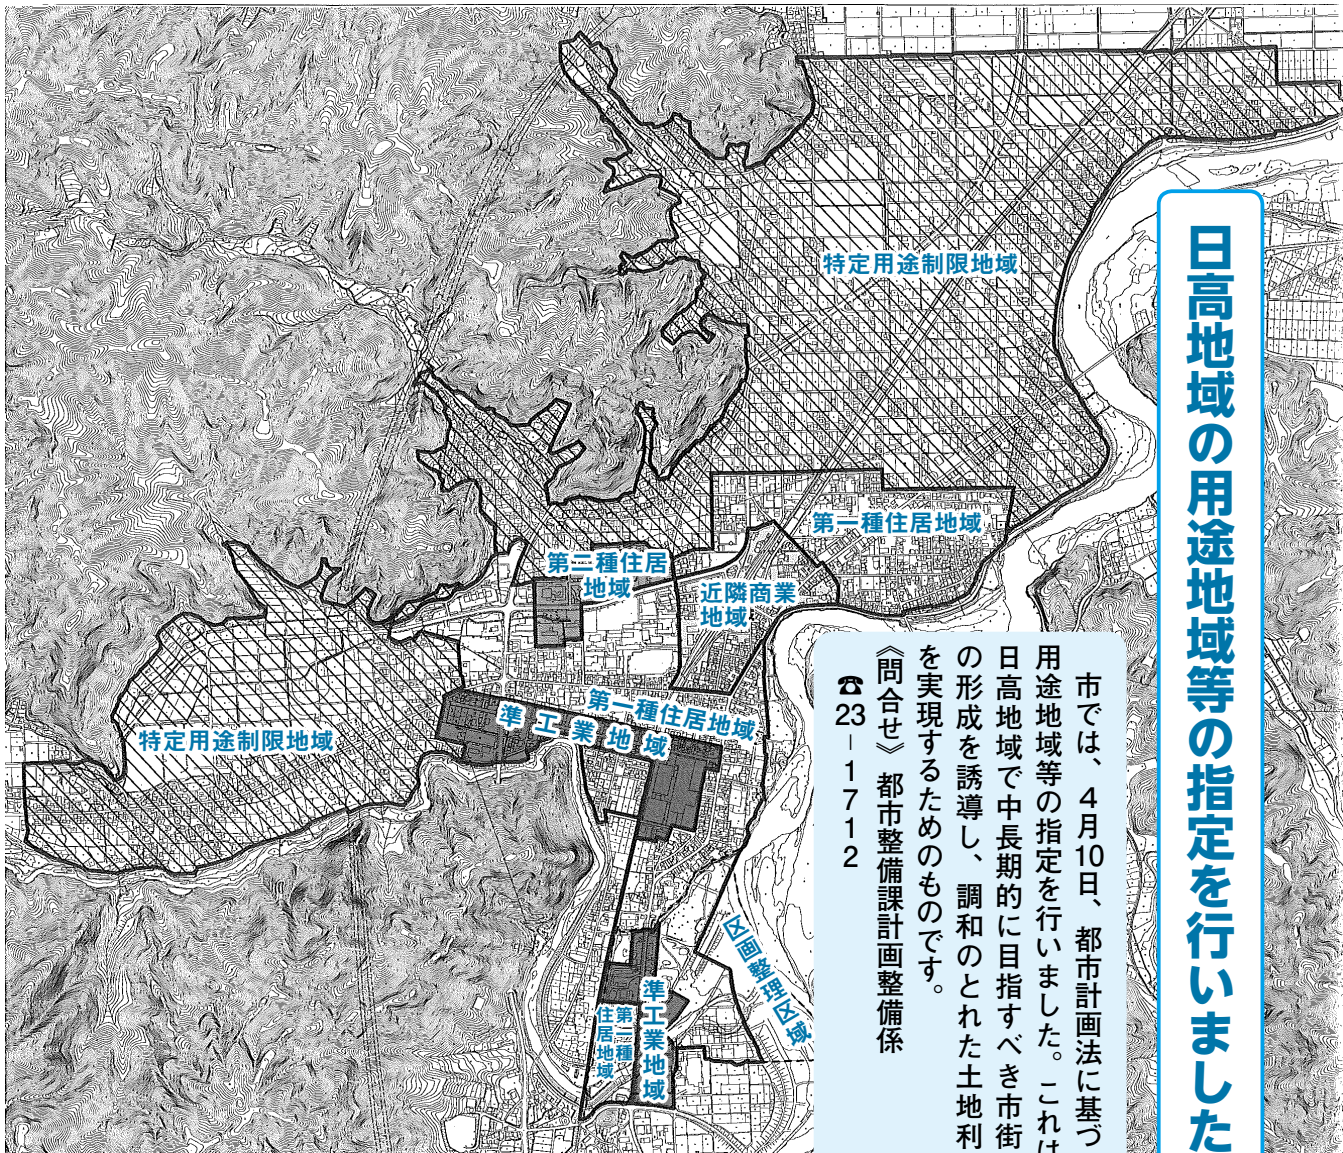 日高地域の用途地域等の指定を行いました
市では、4月10日、都市計画法に基づ
用途地域等の指定を行いました。これは
日高地域で中長期的に目指すべき市街
の形成を誘導し、調和のとれた土地利
を実現するためのものです。
《問合せ》 都市整備課計画整備係
☎23－1712
特定用途制限地域
第一種住居地域
第二種住居
地域
近隣商業
地域
第一種住居地域
準工業地域
特定用途制限地域
区画整理区域
準工業地域
第一種
住居地域